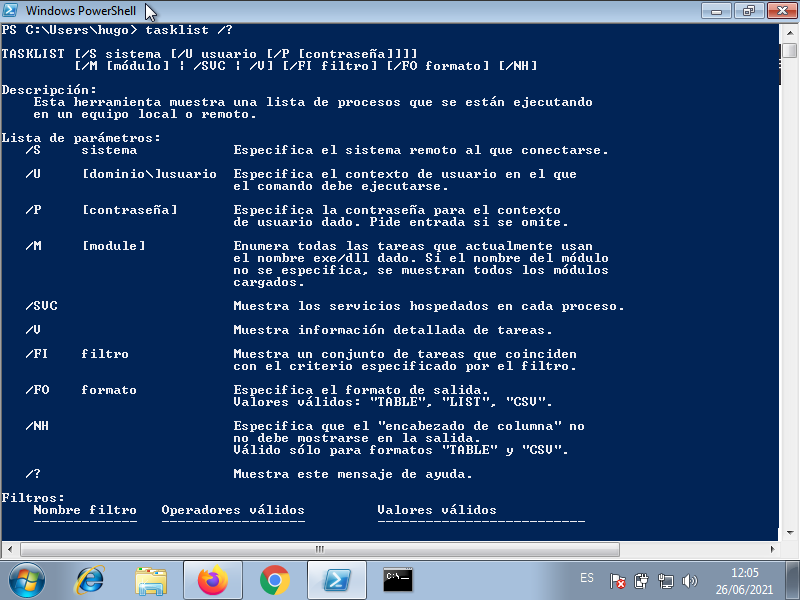 Windows PowerShell
PS C:\Users\hugo> tasklist /?
TASKLIST [/S sistema [/U usuario [/P [contraseña]]]]
[/M [módulo] | /SVC | /V] [/FI filtro] [/FO formato] [/NH]
Descripción:
Esta herramienta muestra una lista de procesos que se están ejecutando
en un equipo local o remoto.
Lista de parámetros:
/S sistema Especifica el sistema remoto al que conectarse.
/U [dominio\]usuario Especifica el contexto de usuario en el que
el comando debe ejecutarse.
/P [contraseña] Especifica la contraseña para el contexto
de usuario dado. Pide entrada si se omite.
/M [module] Enumera todas las tareas que actualmente usan
el nombre exe/dll dado. Si el nombre del módulo
no se especifica, se muestran todos los módulos
cargados.
/SVC Muestra los servicios hospedados en cada proceso.
/V Muestra información detallada de tareas.
/FI filtro Muestra un conjunto de tareas que coinciden
con el criterio especificado por el filtro.
/FO formato Especifica el formato de salida.
Valores válidos: "TABLE", "LIST", "CSV".
/NH Especifica que el "encabezado de columna" no
no debe mostrarse en la salida.
Válido sólo para formatos "TABLE" y "CSV".
/? Muestra este mensaje de ayuda.
Filtros:
Nombre filtro Operadores válidos Valores válidos
------------- ------------------ --------------------------
C:\.
ES
12:05
26/06/2021